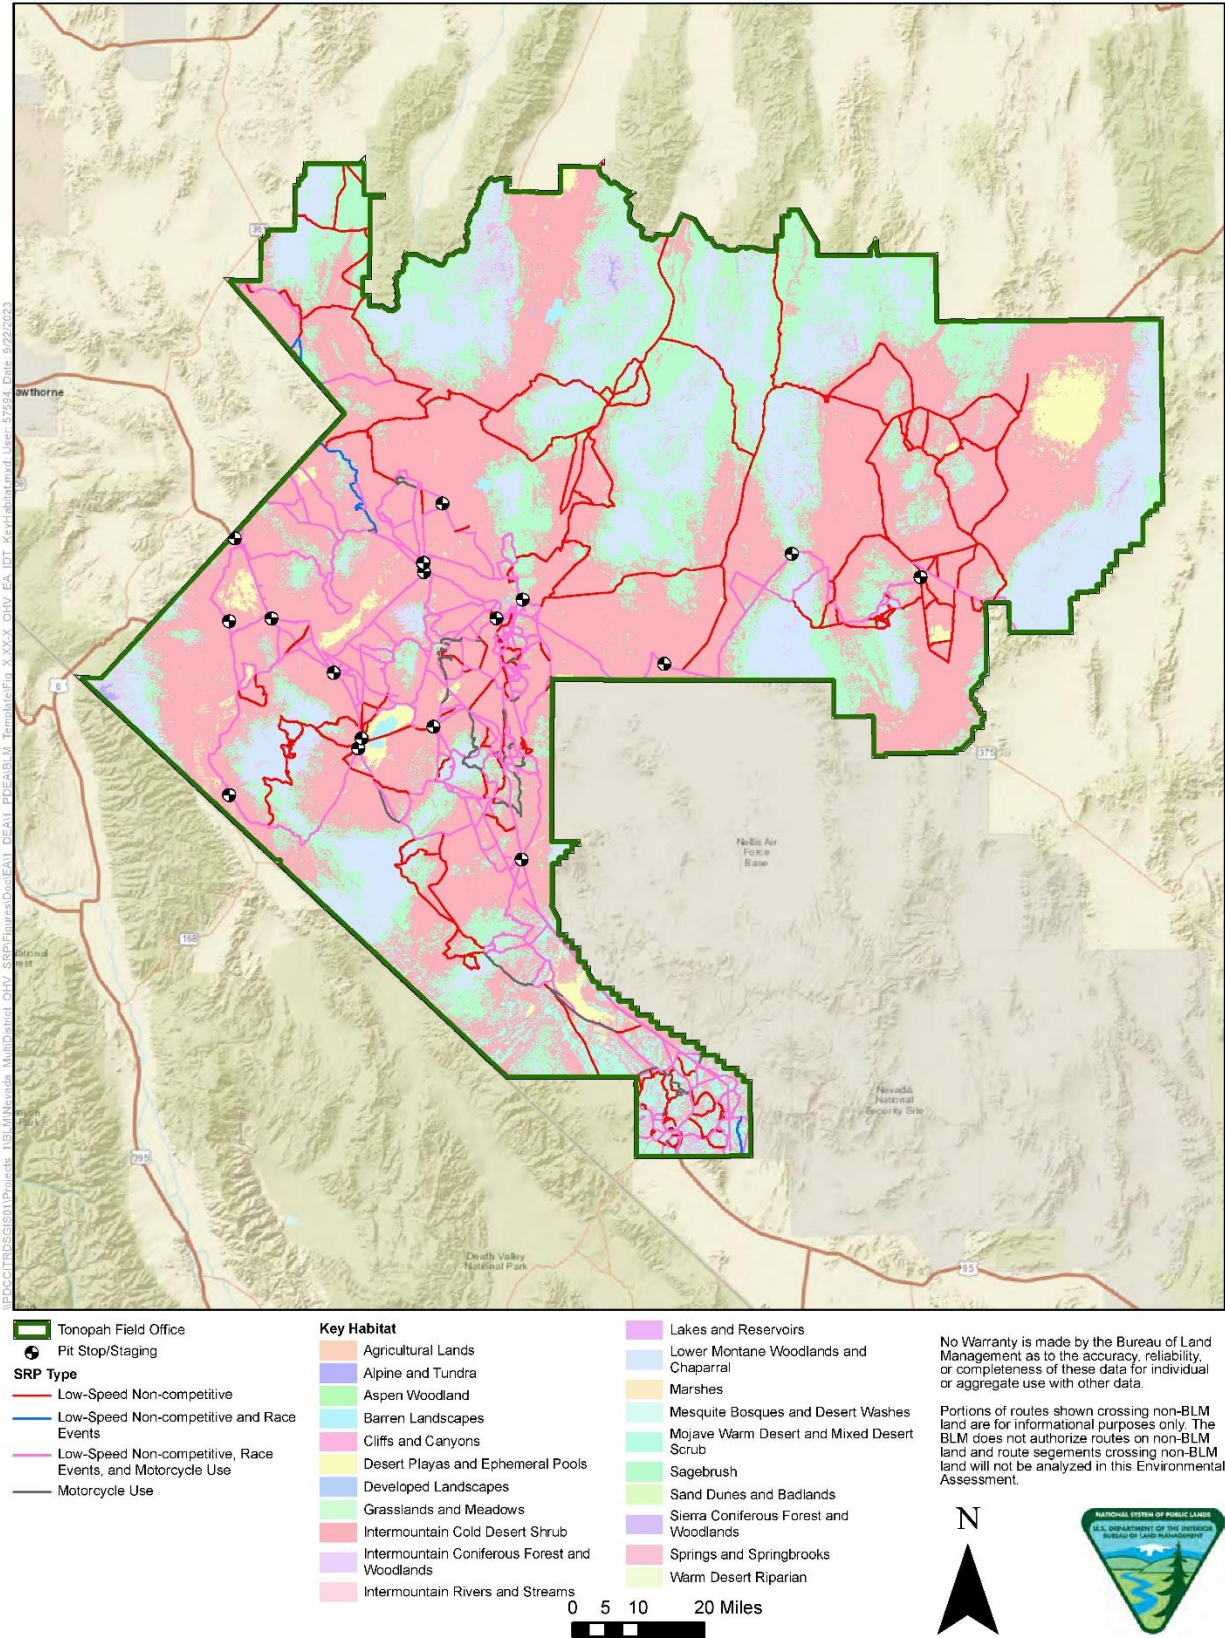 361
awthorne
6
375
Nellis Air
Force
Base
168
Nevada
National
Security Site
395
Death Valley
National Park
95
Tonopah Field Office
Pit Stop/Staging
SRP Type
Low-Speed Non-competitive
Low-Speed Non-competitive and Race
Events
Low-Speed Non-competitive, Race
Events, and Motorcycle Use
Motorcycle Use
Key Habitat
Agricultural Lands
Alpine and Tundra
Aspen Woodland
Barren Landscapes
Cliffs and Canyons
Desert Playas and Ephemeral Pools
Developed Landscapes
Grasslands and Meadows
Intermountain Cold Desert Shrub
Intermountain Coniferous Forest and
Woodlands
Intermountain Rivers and Streams
Lakes and Reservoirs
Lower Montane Woodlands and
Chaparral
Marshes
Mesquite Bosques and Desert Washes
Mojave Warm Desert and Mixed Desert
Scrub
Sagebrush
Sand Dunes and Badlands
Sierra Coniferous Forest and
Woodlands
Springs and Springbrooks
Warm Desert Riparian
0 5 10 20 Miles
No Warranty is made by the Bureau of Land
Management as to the accuracy, reliability,
or completeness of these data for individual
or aggregate use with other data.
Portions of routes shown crossing non-BLM
land are for informational purposes only. The
BLM does not authorize routes on non-BLM
land and route segements crossing non-BLM
land will not be analyzed in this Environmental
Assessment.
N
NATIONAL SYSTEM OF PUBLIC LANDS
U.S. DEPARTMENT OF THE INTERIOR
BUREAU OF LAND MANAGEMENT